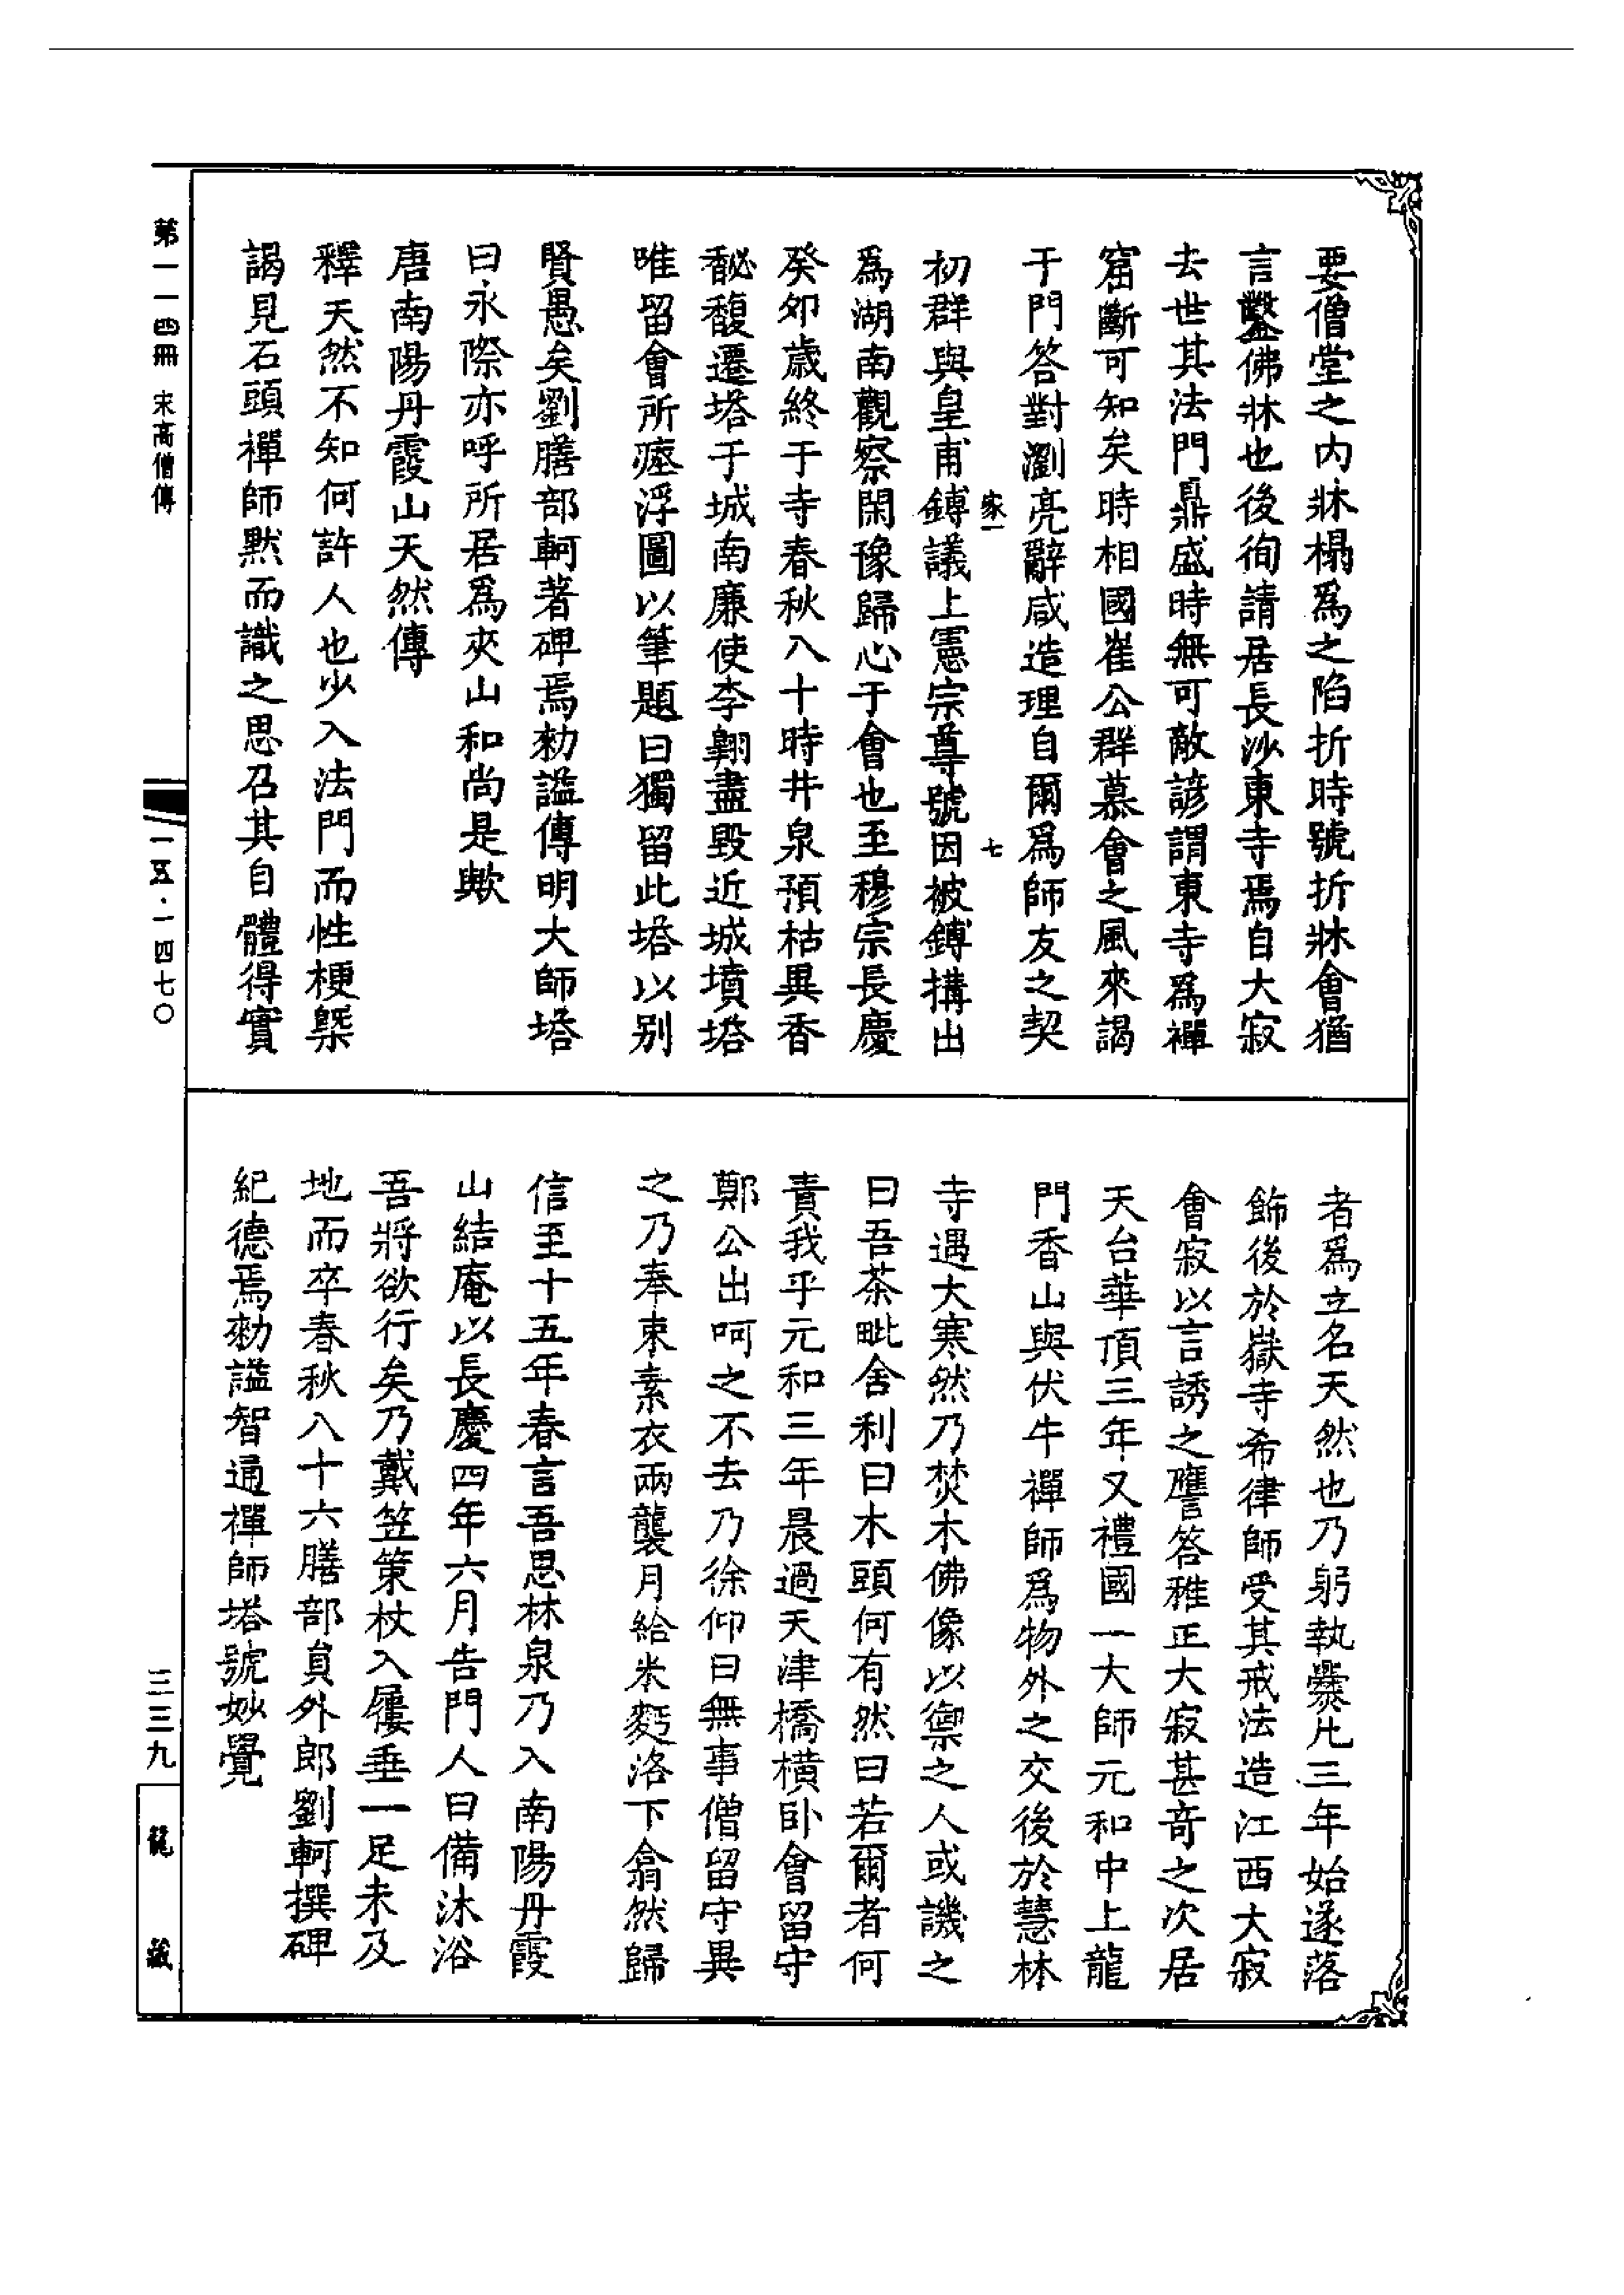 要僧堂之内牀榻爲之陷折時號折牀會猶
言鑿佛牀也後徇請居長沙東寺焉自大寂
去世其法門鼎盛時無可敵諺謂東寺爲禪
窟斷可知矣時相國崔公群慕會之風來謁
于門答對瀏亮辭咸造理自爾爲師友之契
家一
七
初群與皇甫鎛議上憲宗尊號因被鎛搆出
爲湖南觀察閑豫歸心于會也至穆宗長慶
癸夘歳終于寺春秋八十時井泉預枯異香
馝馥遷塔于城南廉使李翱盡毀近城墳塔
唯留會所瘞浮圖以筆題曰獨留此塔以别
賢愚矣劉膳部軻著碑焉勑謚傳明大師塔
曰永際亦呼所居爲夾山和尚是歟
唐南陽丹霞山天然傳
釋天然不知何許人也少入法門而性梗槩
謁見石頭禪師默而識之思召其自體得實
者爲立名天然也乃躬執爨凡三年始遂落
飾後於嶽寺希律師受其戒法造江西大寂
會寂以言誘之譍答稚正大寂甚奇之次居
天台華頂三年又禮國一大師元和中上龍
門香山與伏牛禪師爲物外之交後於慧林
寺遇大寒然乃焚木佛像以禦之人或譏之
曰吾茶毗舍利曰木頭何有然曰若爾者何
責我乎元和三年晨過天津橋橫卧會留守
鄭公出呵之不去乃徐仰曰無事僧留守異
之乃奉束素衣兩襲月給米麪洛下翕然歸
信至十五年春言吾思林泉乃入南陽丹霞
山結庵以長慶四年六月告門人曰備沐浴
吾將欲行矣乃戴笠策杖入屨垂一足未及
地而卒春秋八十六膳部員外郎劉軻撰碑
紀德焉勑謚智通禪師塔號妙覺
第一一四冊 宋高僧傳
一五·一四七〇
三三九
龍藏